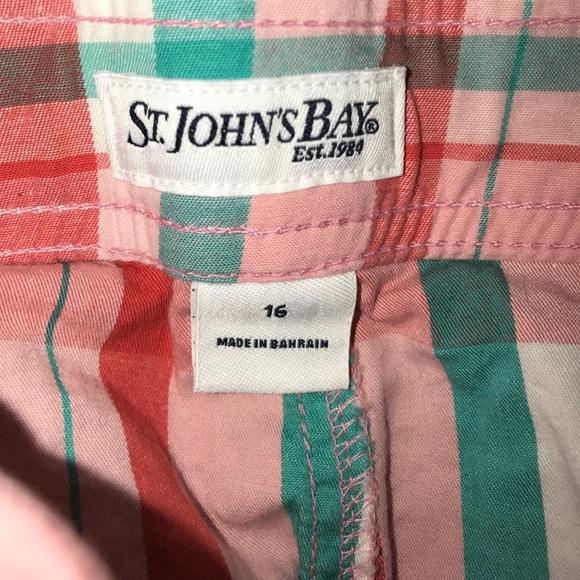 ST. JOHN'S BAY®
Est. 1984
16
MADE IN BAHRAIN